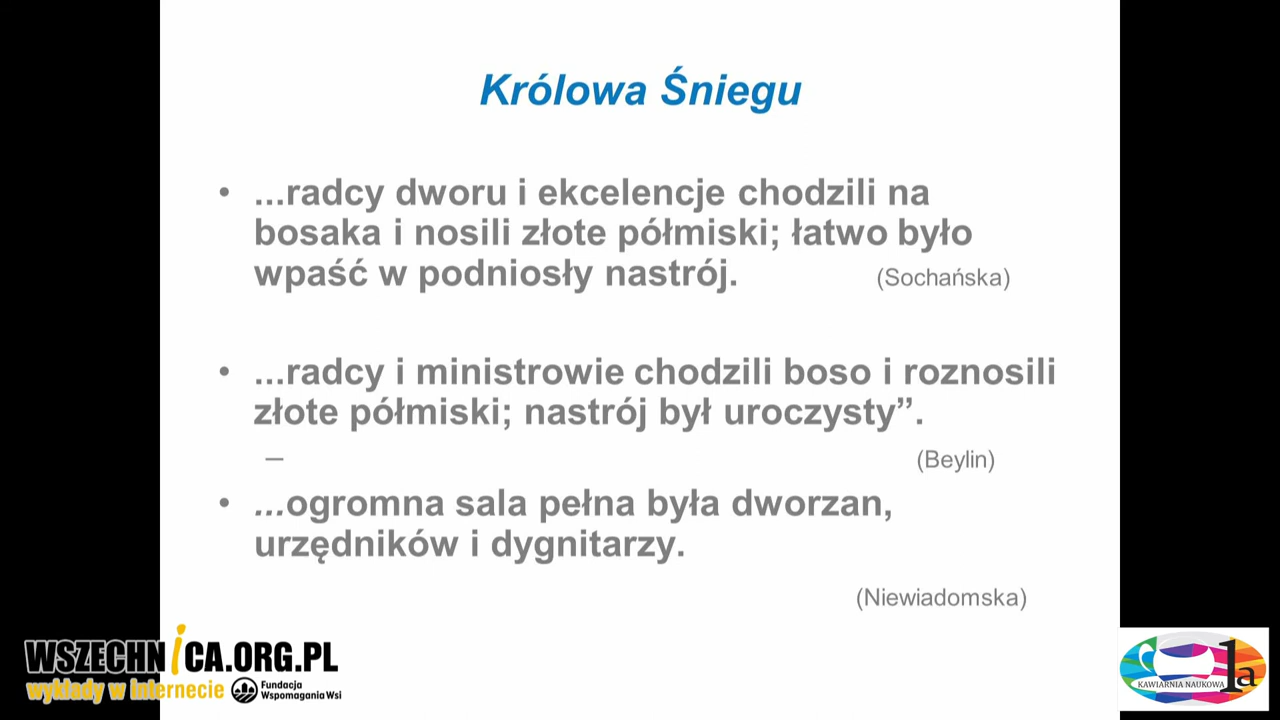 Królowa Śniegu
• ...radcy dworu i ekcelencje chodzili na
bosaka i nosili złote półmiski; łatwo było
wpaść w podniosły nastrój. (Sochańska)
• ...radcy i ministrowie chodzili boso i roznosili
złote półmiski; nastrój był uroczysty”.
– (Beylin)
• ...ogromna sala pełna była dworzan,
urzędników i dygnitarzy.
(Niewiadomska)
WSZECHNiCA.ORG.PL
wykłady w internecie
Fundacja
Wspomagania Wsi
KAWIARNIA NAUKOWA 1a